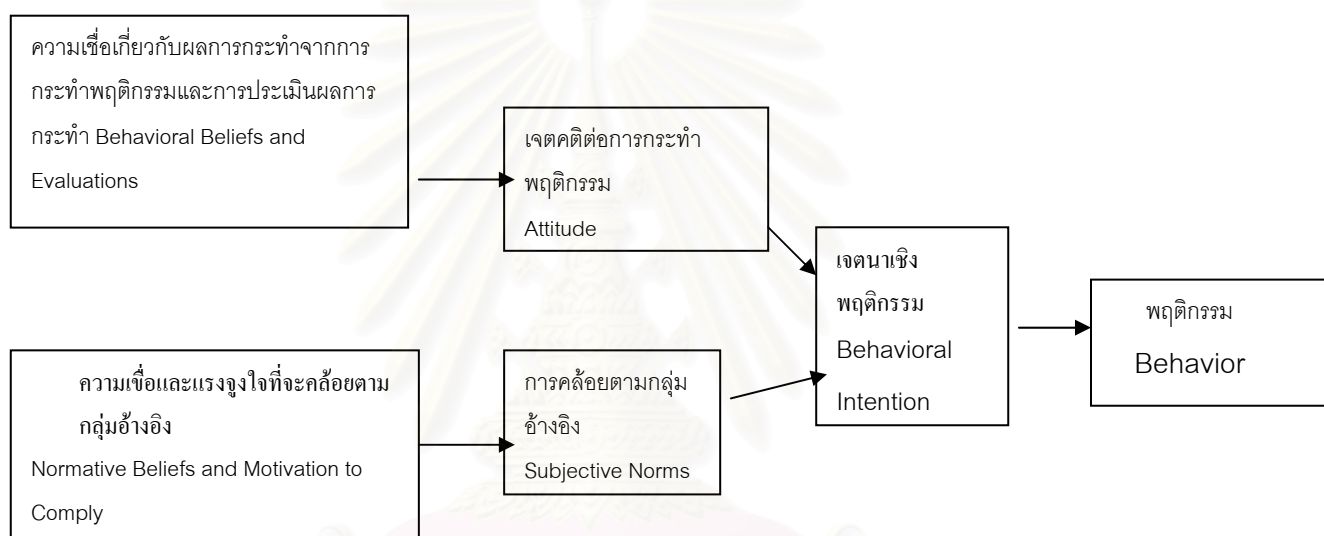 ความเชื่อเกี่ยวกับผลการกระทำจากการ
กระทำพฤติกรรมและการประเมินผลการ
กระทำ Behavioral Beliefs and
Evaluations
เจตคติต่อการกระทำ
พฤติกรรม
Attitude
เจตนาเชิง
พฤติกรรม
Behavioral
Intention
พฤติกรรม
Behavior
ความเชื่อและแรงจูงใจที่จะคล้อยตาม
กลุ่มอ้างอิง
Normative Beliefs and Motivation to
Comply
การคล้อยตามกลุ่ม
อ้างอิง
Subjective Norms